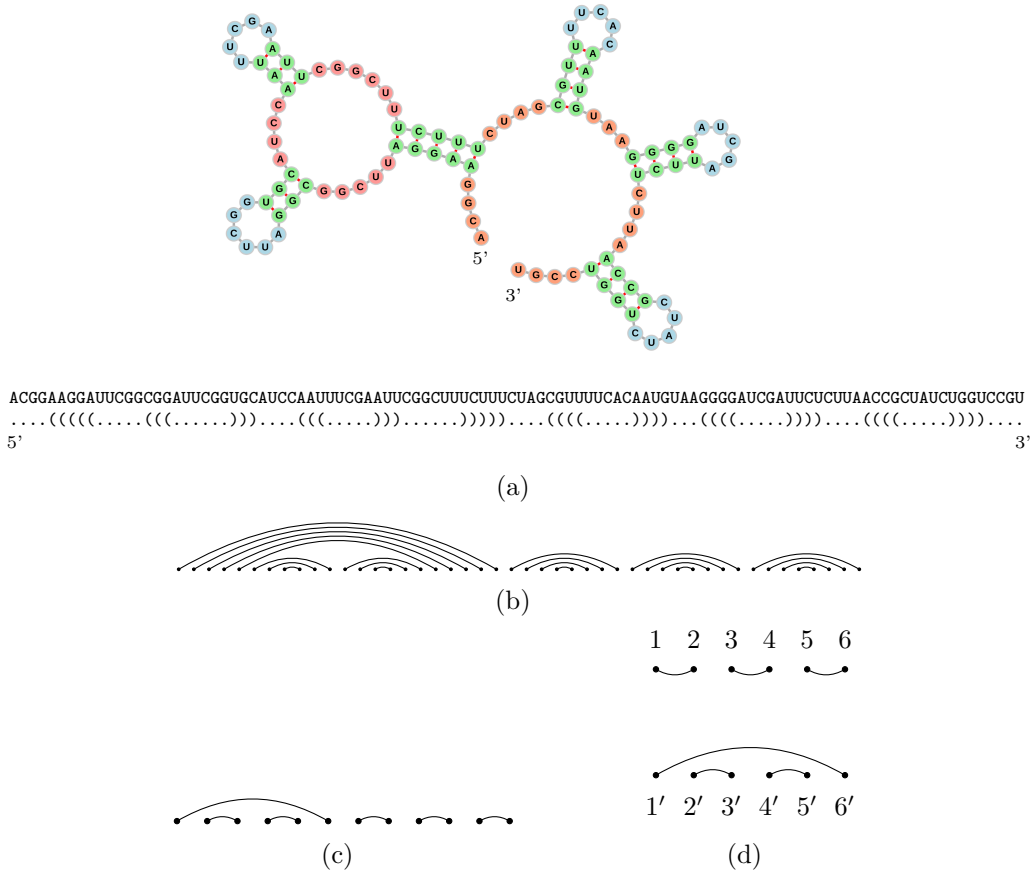 5'
3'
ACGGAAGGAUUCGGCGGAUUCGGUGCAUCCAAUUUCGAAUUCGGCUUUCUUUCUAGCGUUUUCACAAUGUAAGGGGAUCGAUUCUCUUAACCGCUAUCUGGUCCGU
....(((((.....(((......)))....(((.....)))......)))))....((((.....))))...((((.....))))....((((.....))))....
5' 3'
(a)
(b)
1 2 3 4 5 6
1′ 2′ 3′ 4′ 5′ 6′
(c) (d)